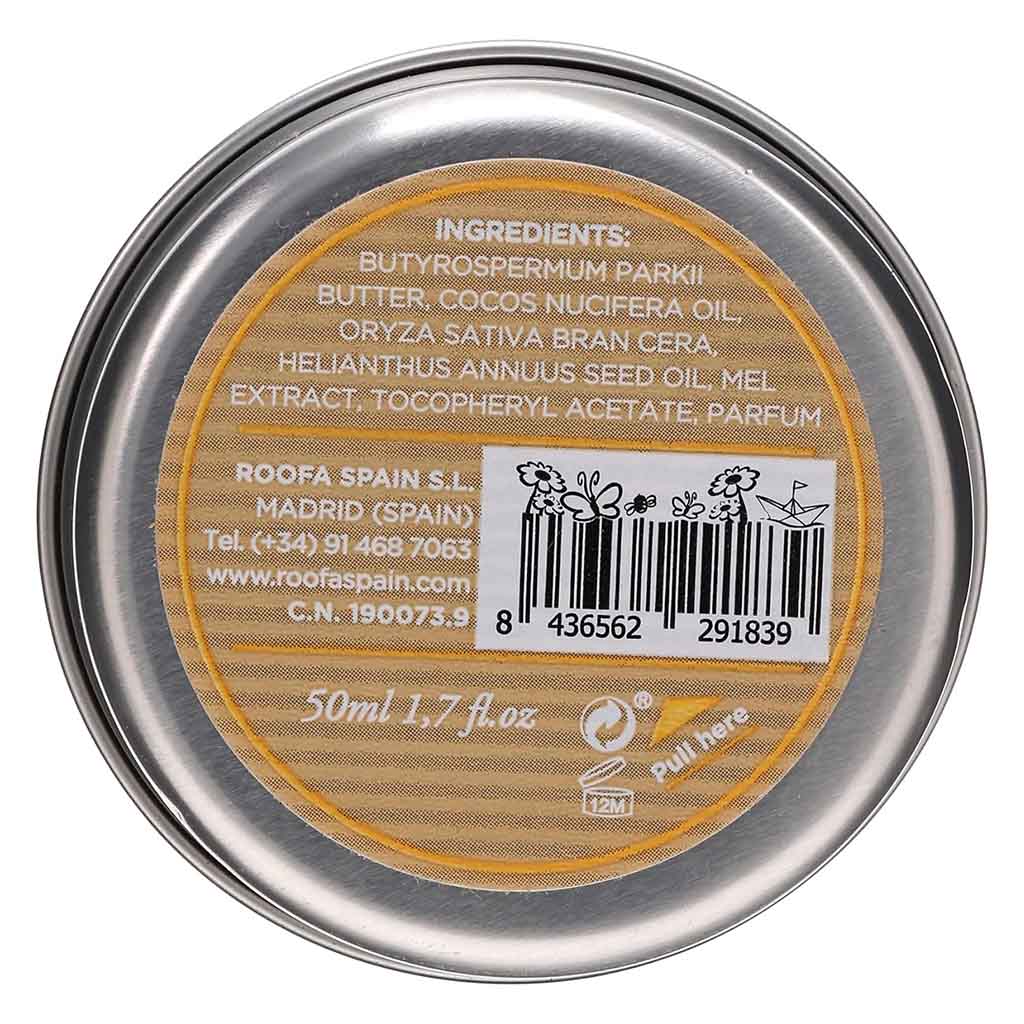 INGREDIENTS:
BUTYROSPERMUM PARKII
BUTTER, COCOS NUCIFERA OIL,
ORYZA SATIVA BRAN CERA,
HELIANTHUS ANNUUS SEED OIL, MEL
EXTRACT, TOCOPHERYL ACETATE, PARFUM
ROOFA SPAIN S.L.
MADRID (SPAIN)
Tel. (+34) 91 468 7063
www.roofaspain.com
C.N. 190073.9
8 436562 291839
50ml 1,7 fl.oz
®
Pull here
12M